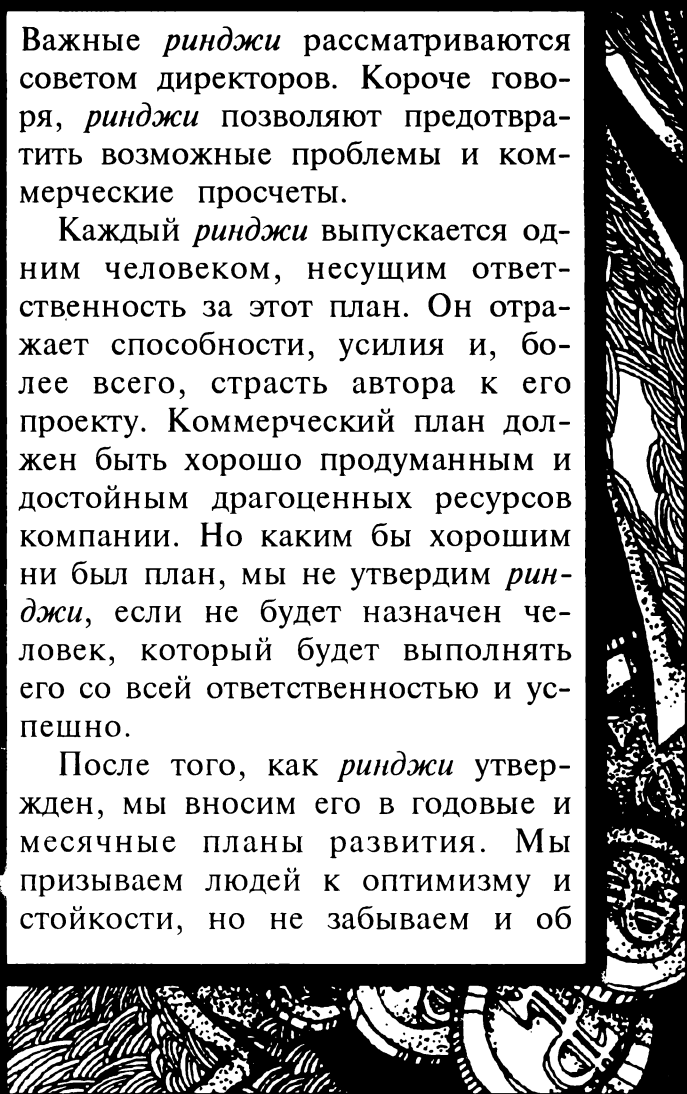 Важные ринджи рассматриваются
советом директоров. Короче гово-
ря, ринджи позволяют предотвра-
тить возможные проблемы и ком-
мерческие просчеты.
Каждый ринджи выпускается од-
ним человеком, несущим ответ-
ственность за этот план. Он отра-
жает способности, усилия и, бо-
лее всего, страсть автора к его
проекту. Коммерческий план дол-
жен быть хорошо продуманным и
достойным драгоценных ресурсов
компании. Но каким бы хорошим
ни был план, мы не утвердим рин-
джи, если не будет назначен че-
ловек, который будет выполнять
его со всей ответственностью и ус-
пешно.
После того, как ринджи утвер-
жден, мы вносим его в годовые и
месячные планы развития. Мы
призываем людей к оптимизму и
стойкости, но не забываем и об